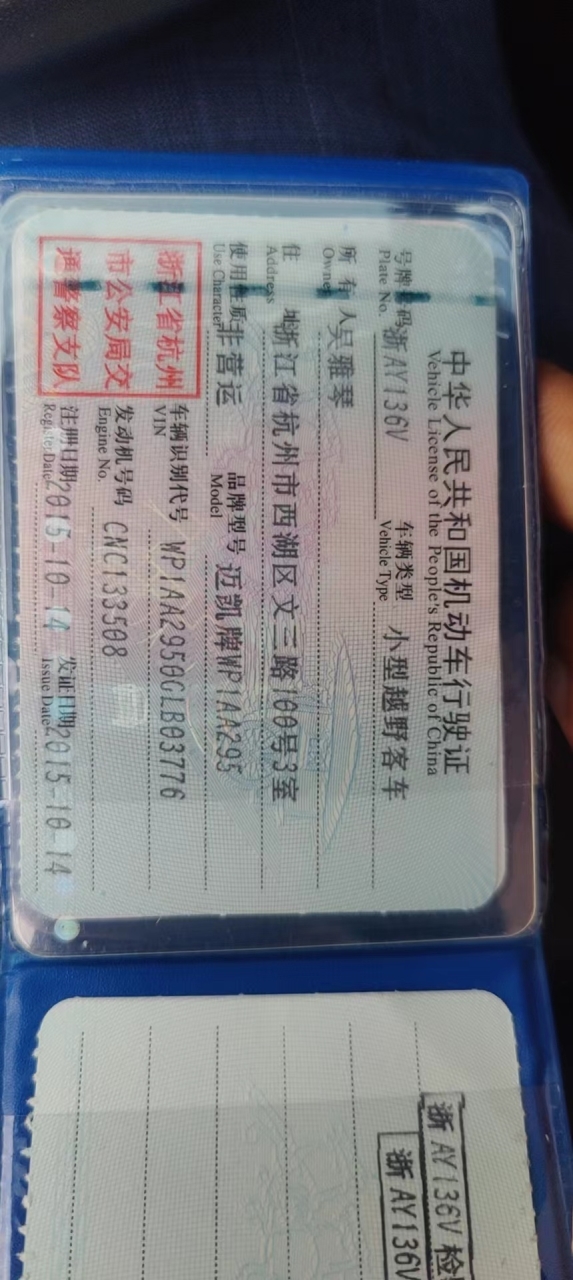 中华人民共和国机动车行驶证
Vehicle License of the People's Republic of China
号牌号码 浙AY136V 车辆类型 小型越野客车
Plate No. Vehicle Type
所有人 吴雅琴
Owner
住址 浙江省杭州市西湖区文三路100号3室
Address
使用性质 非营运 品牌型号 迈凯牌WP1AA295
Use Character Model
浙江省杭州
市公安局交
通警察支队
车辆识别代号 WP1AA2950GLB03776
VIN
发动机号码 CNC133508
Engine No.
注册日期 2015-10-14 发证日期 2015-10-14
Register Date Issue Date
浙AY136V 检
浙AY136V